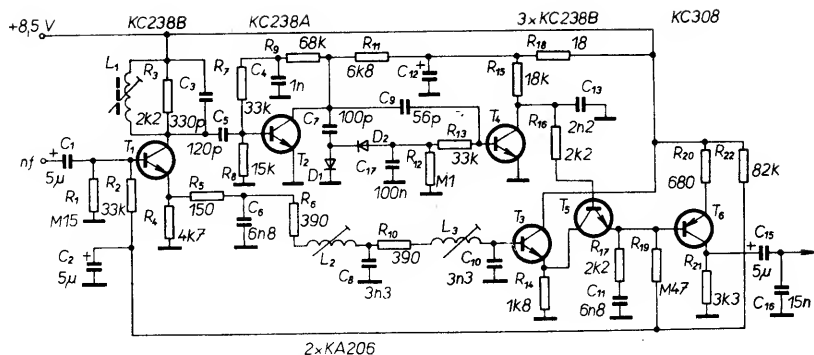 KC238B KC238A 3×KC238B KC308
+8,5 V
R9 68k R11 R18 18
L1 R3 C3 R7 C4 6k8 C12 R15 18k C13
2k2 330p 33k 1n C9 56p T4 2n2
C5 120p C7 100p D2 R13 33k R16 2k2 R20 R22
nf C1 5μ T1 R8 15k T2 D1 C17 100n R12 M1 680 82k
R1 M15 R2 33k R5 150 R6 390 T5 T6
R4 4k7 C6 6n8 R10 390 L3 T3 R17 2k2 R19 M47 C15 5μ
C2 5μ L2 C8 3n3 C10 3n3 R14 1k8 C11 6n8 R21 3k3 C16 15n
2×KA206